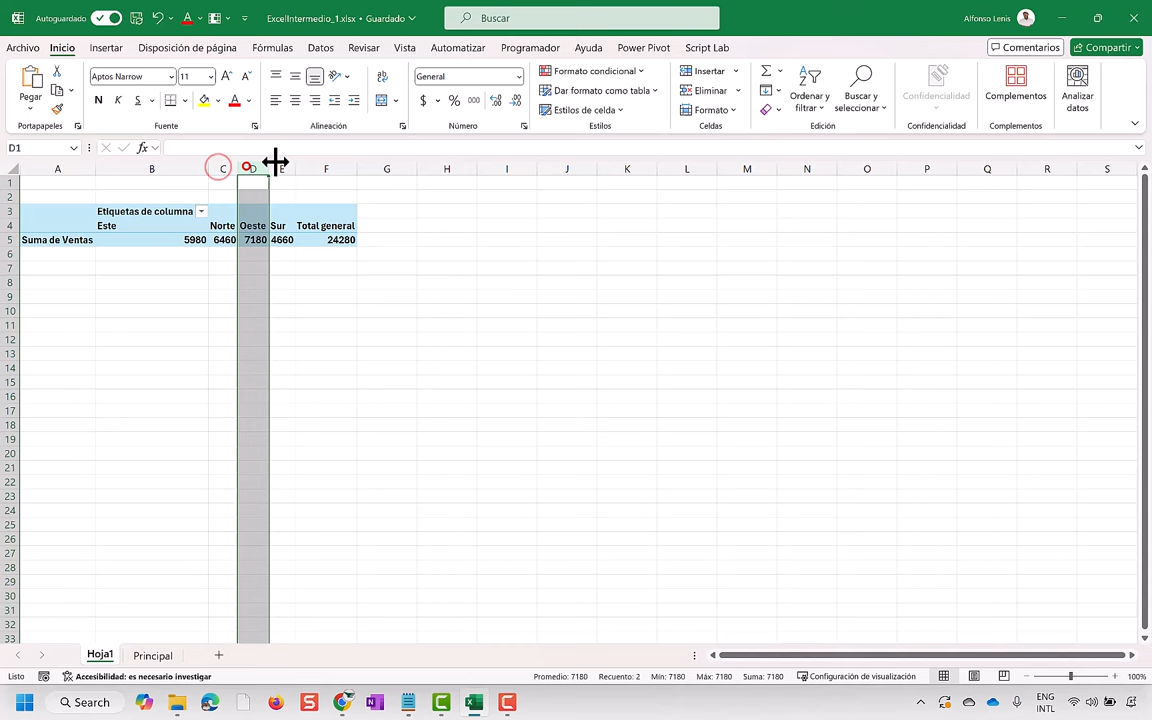 Autoguardado
ExcelIntermedio_1.xlsx • Guardado
Buscar
Alfonso Lenis
Archivo Inicio Insertar Disposición de página Fórmulas Datos Revisar Vista Automatizar Programador Ayuda Power Pivot Script Lab
Comentarios Compartir
Pegar
Portapapeles
Aptos Narrow 11
N K S
Fuente
Alineación
General
$ % 000
Número
Formato condicional
Dar formato como tabla
Estilos de celda
Estilos
Insertar
Eliminar
Formato
Celdas
Ordenar y filtrar
Buscar y seleccionar
Edición
Confidencialidad
Confidencialidad
Complementos
Complementos
Analizar datos
D1 fx
A B C D E F G H I J K L M N O P Q R S
1
2
3 Etiquetas de columna
4 Este Norte Oeste Sur Total general
5 Suma de Ventas 5980 6460 7180 4660 24280
6
7
8
9
10
11
12
13
14
15
16
17
18
19
20
21
22
23
24
25
26
27
28
29
30
31
32
33
Hoja1 Principal
Listo Accesibilidad: es necesario investigar Promedio: 7180 Recuento: 2 Mín: 7180 Máx: 7180 Suma: 7180 Configuración de visualización 100%
Search
ENG
INTL